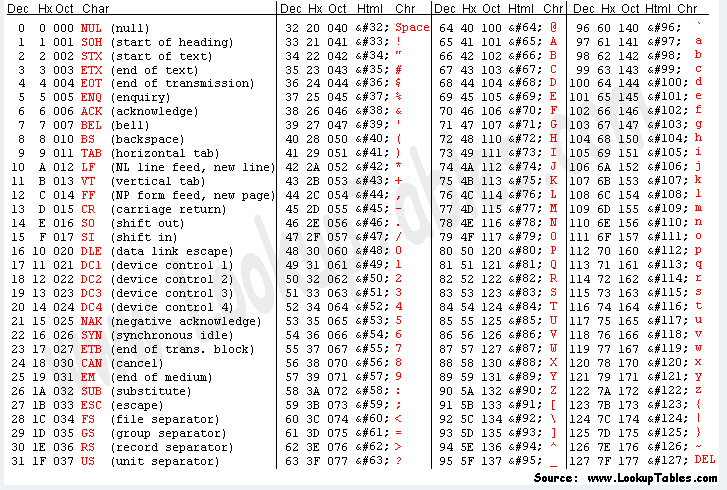 Dec Hx Oct Char Dec Hx Oct Html Chr Dec Hx Oct Html Chr Dec Hx Oct Html Chr
0 0 000 NUL (null) 32 20 040 &#32; Space 64 40 100 &#64; @ 96 60 140 &#96; `
1 1 001 SOH (start of heading) 33 21 041 &#33; ! 65 41 101 &#65; A 97 61 141 &#97; a
2 2 002 STX (start of text) 34 22 042 &#34; " 66 42 102 &#66; B 98 62 142 &#98; b
3 3 003 ETX (end of text) 35 23 043 &#35; # 67 43 103 &#67; C 99 63 143 &#99; c
4 4 004 EOT (end of transmission) 36 24 044 &#36; $ 68 44 104 &#68; D 100 64 144 &#100; d
5 5 005 ENQ (enquiry) 37 25 045 &#37; % 69 45 105 &#69; E 101 65 145 &#101; e
6 6 006 ACK (acknowledge) 38 26 046 &#38; & 70 46 106 &#70; F 102 66 146 &#102; f
7 7 007 BEL (bell) 39 27 047 &#39; ' 71 47 107 &#71; G 103 67 147 &#103; g
8 8 010 BS (backspace) 40 28 050 &#40; ( 72 48 110 &#72; H 104 68 150 &#104; h
9 9 011 TAB (horizontal tab) 41 29 051 &#41; ) 73 49 111 &#73; I 105 69 151 &#105; i
10 A 012 LF (NL line feed, new line) 42 2A 052 &#42; * 74 4A 112 &#74; J 106 6A 152 &#106; j
11 B 013 VT (vertical tab) 43 2B 053 &#43; + 75 4B 113 &#75; K 107 6B 153 &#107; k
12 C 014 FF (NP form feed, new page) 44 2C 054 &#44; , 76 4C 114 &#76; L 108 6C 154 &#108; l
13 D 015 CR (carriage return) 45 2D 055 &#45; - 77 4D 115 &#77; M 109 6D 155 &#109; m
14 E 016 SO (shift out) 46 2E 056 &#46; . 78 4E 116 &#78; N 110 6E 156 &#110; n
15 F 017 SI (shift in) 47 2F 057 &#47; / 79 4F 117 &#79; O 111 6F 157 &#111; o
16 10 020 DLE (data link escape) 48 30 060 &#48; 0 80 50 120 &#80; P 112 70 160 &#112; p
17 11 021 DC1 (device control 1) 49 31 061 &#49; 1 81 51 121 &#81; Q 113 71 161 &#113; q
18 12 022 DC2 (device control 2) 50 32 062 &#50; 2 82 52 122 &#82; R 114 72 162 &#114; r
19 13 023 DC3 (device control 3) 51 33 063 &#51; 3 83 53 123 &#83; S 115 73 163 &#115; s
20 14 024 DC4 (device control 4) 52 34 064 &#52; 4 84 54 124 &#84; T 116 74 164 &#116; t
21 15 025 NAK (negative acknowledge) 53 35 065 &#53; 5 85 55 125 &#85; U 117 75 165 &#117; u
22 16 026 SYN (synchronous idle) 54 36 066 &#54; 6 86 56 126 &#86; V 118 76 166 &#118; v
23 17 027 ETB (end of trans. block) 55 37 067 &#55; 7 87 57 127 &#87; W 119 77 167 &#119; w
24 18 030 CAN (cancel) 56 38 070 &#56; 8 88 58 130 &#88; X 120 78 170 &#120; x
25 19 031 EM (end of medium) 57 39 071 &#57; 9 89 59 131 &#89; Y 121 79 171 &#121; y
26 1A 032 SUB (substitute) 58 3A 072 &#58; : 90 5A 132 &#90; Z 122 7A 172 &#122; z
27 1B 033 ESC (escape) 59 3B 073 &#59; ; 91 5B 133 &#91; [ 123 7B 173 &#123; {
28 1C 034 FS (file separator) 60 3C 074 &#60; < 92 5C 134 &#92; \ 124 7C 174 &#124; |
29 1D 035 GS (group separator) 61 3D 075 &#61; = 93 5D 135 &#93; ] 125 7D 175 &#125; }
30 1E 036 RS (record separator) 62 3E 076 &#62; > 94 5E 136 &#94; ^ 126 7E 176 &#126; ~
31 1F 037 US (unit separator) 63 3F 077 &#63; ? 95 5F 137 &#95; _ 127 7F 177 &#127; DEL
Source: www.LookupTables.com